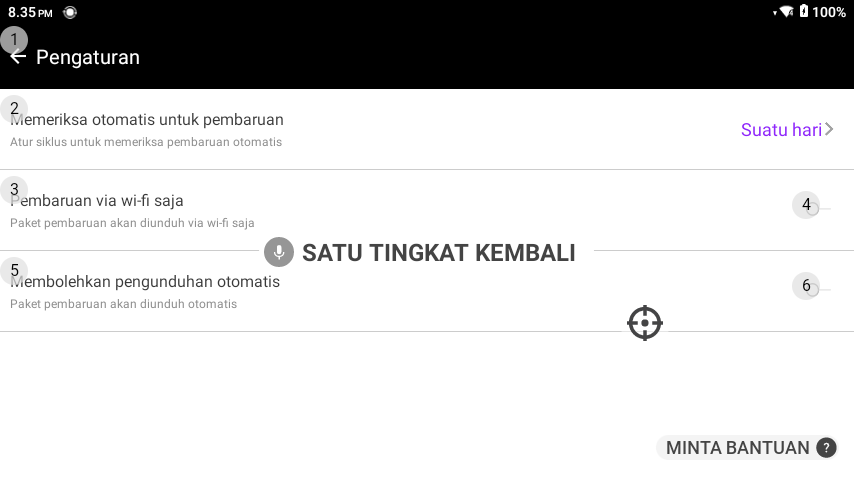 8.35 PM
100%
1
Pengaturan
2
Memeriksa otomatis untuk pembaruan
Atur siklus untuk memeriksa pembaruan otomatis
Suatu hari
3
Pembaruan via wi-fi saja
Paket pembaruan akan diunduh via wi-fi saja
4
SATU TINGKAT KEMBALI
5
Membolehkan pengunduhan otomatis
Paket pembaruan akan diunduh otomatis
6
MINTA BANTUAN ?